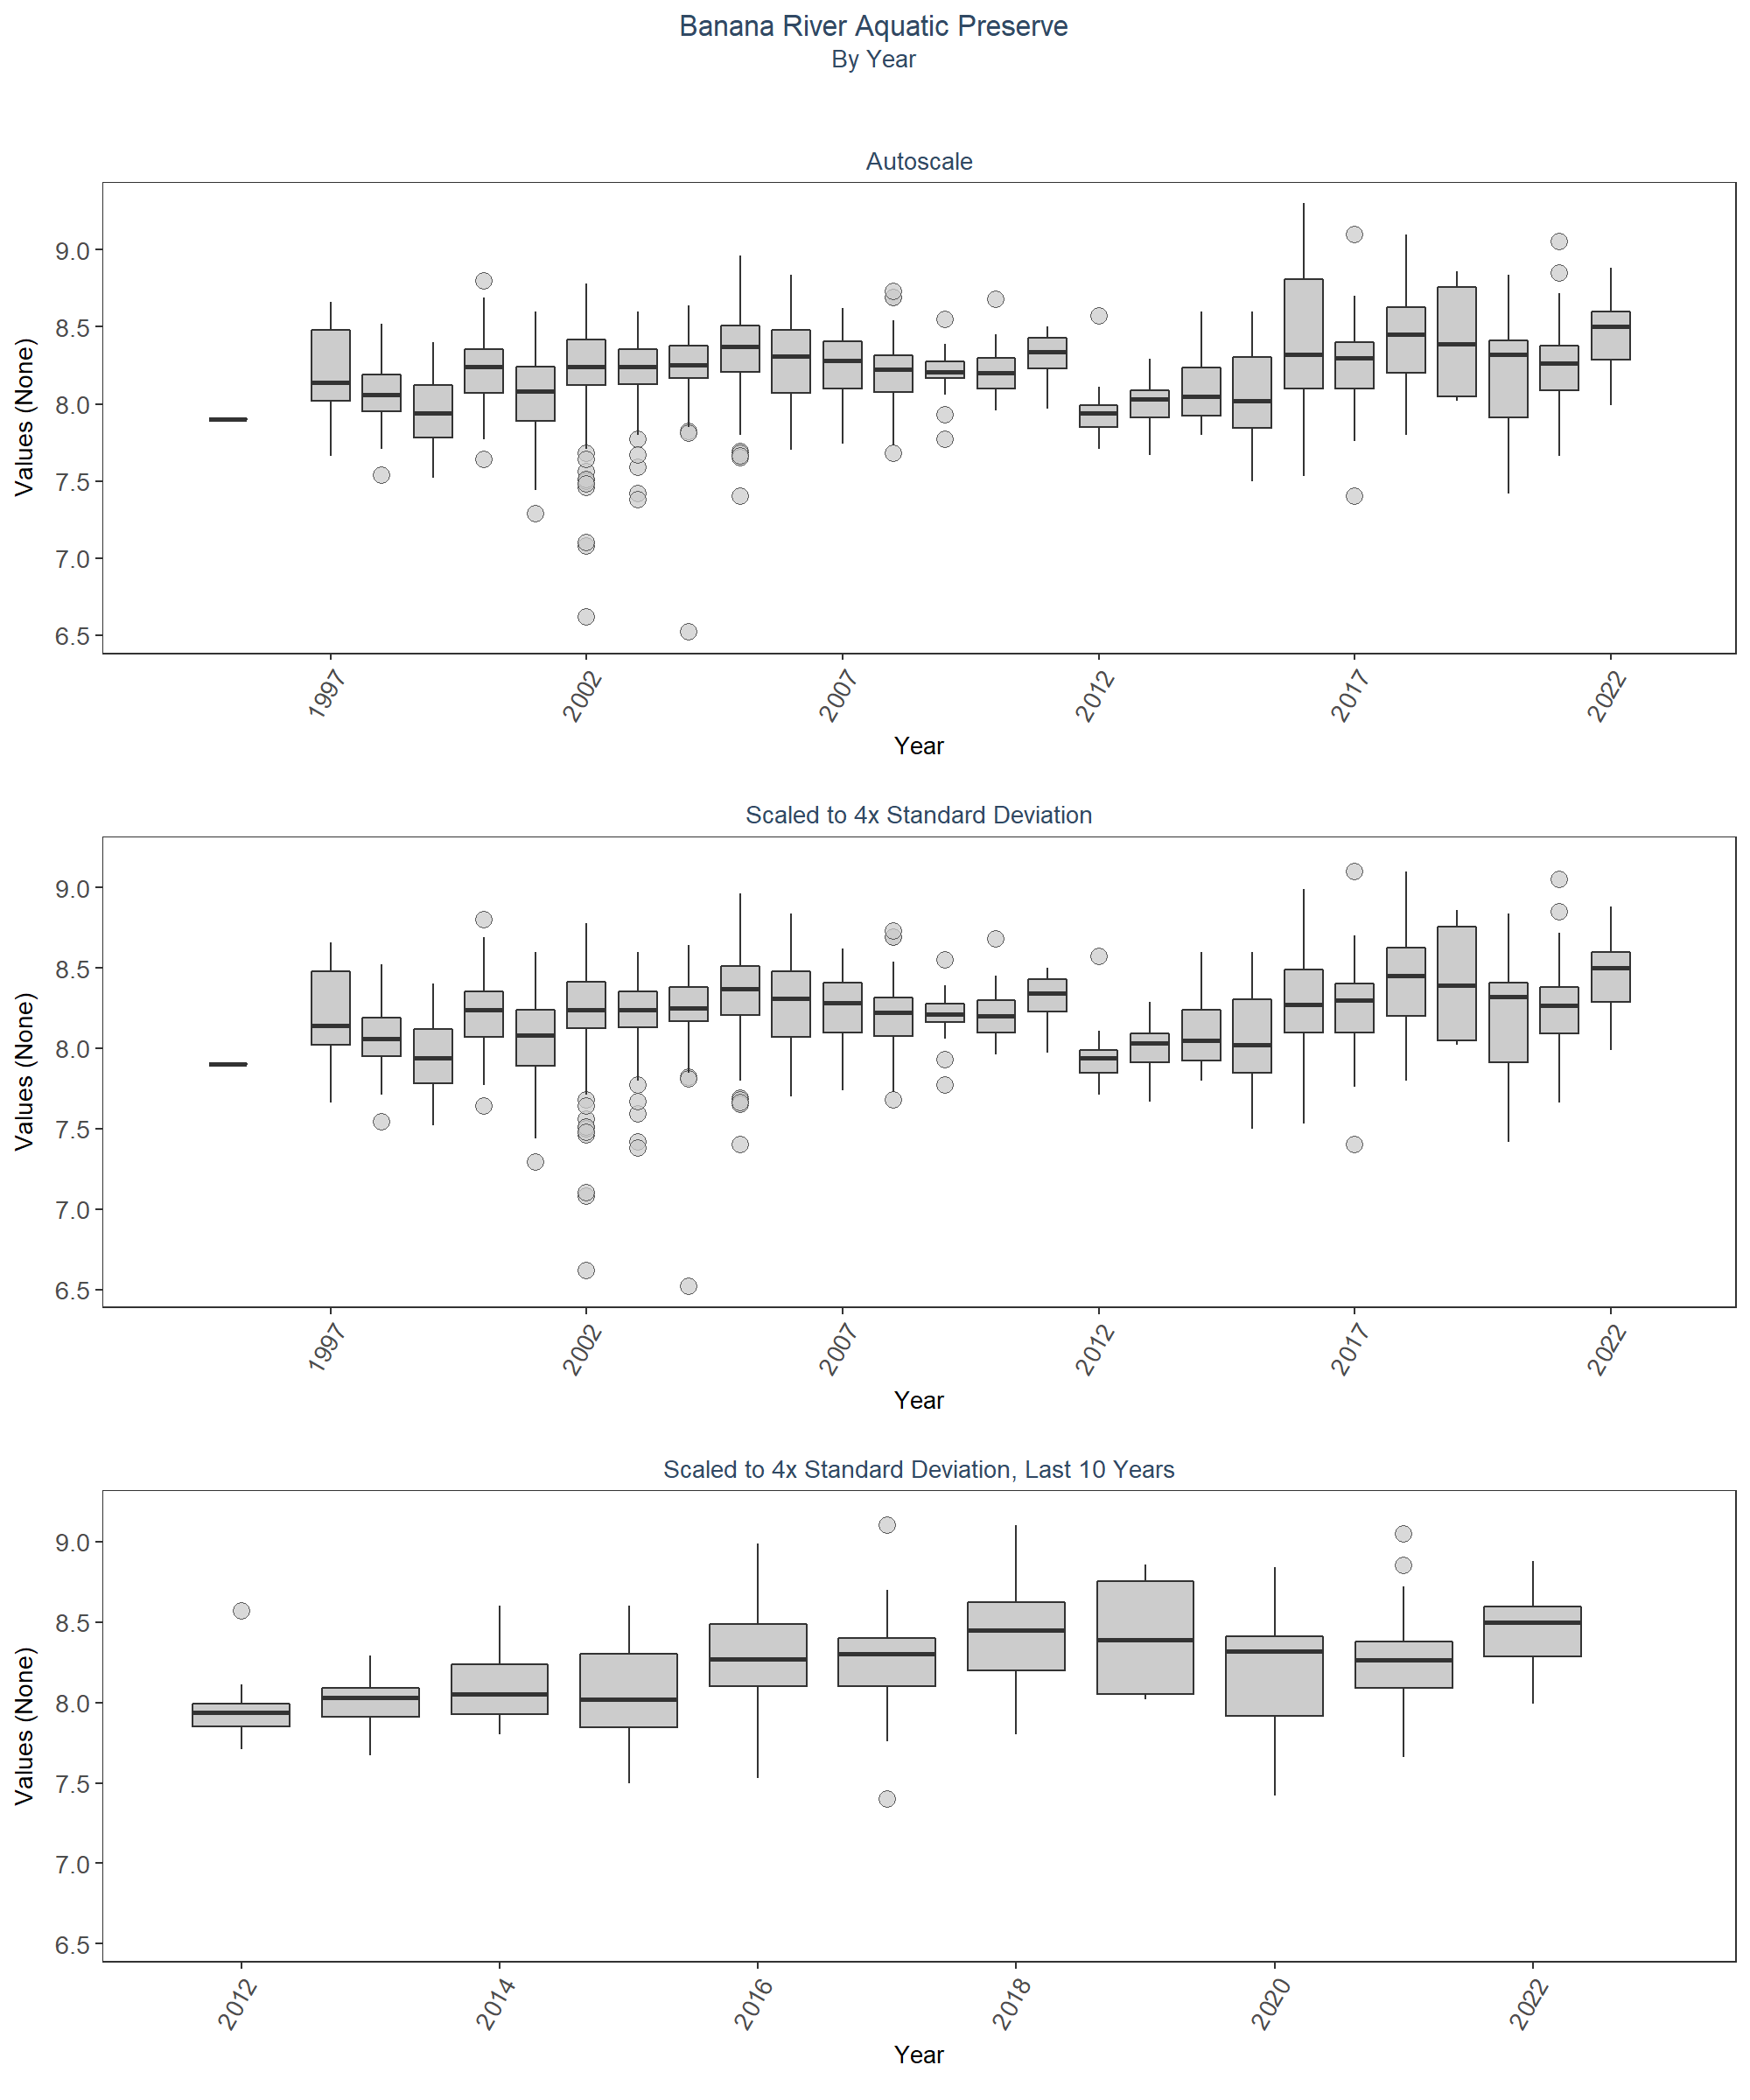 Banana River Aquatic Preserve
By Year
Autoscale
Values (None)
9.0
8.5
8.0
7.5
7.0
6.5
1997 2002 2007 2012 2017 2022
Year
Scaled to 4x Standard Deviation
Values (None)
9.0
8.5
8.0
7.5
7.0
6.5
1997 2002 2007 2012 2017 2022
Year
Scaled to 4x Standard Deviation, Last 10 Years
Values (None)
9.0
8.5
8.0
7.5
7.0
6.5
2012 2014 2016 2018 2020 2022
Year